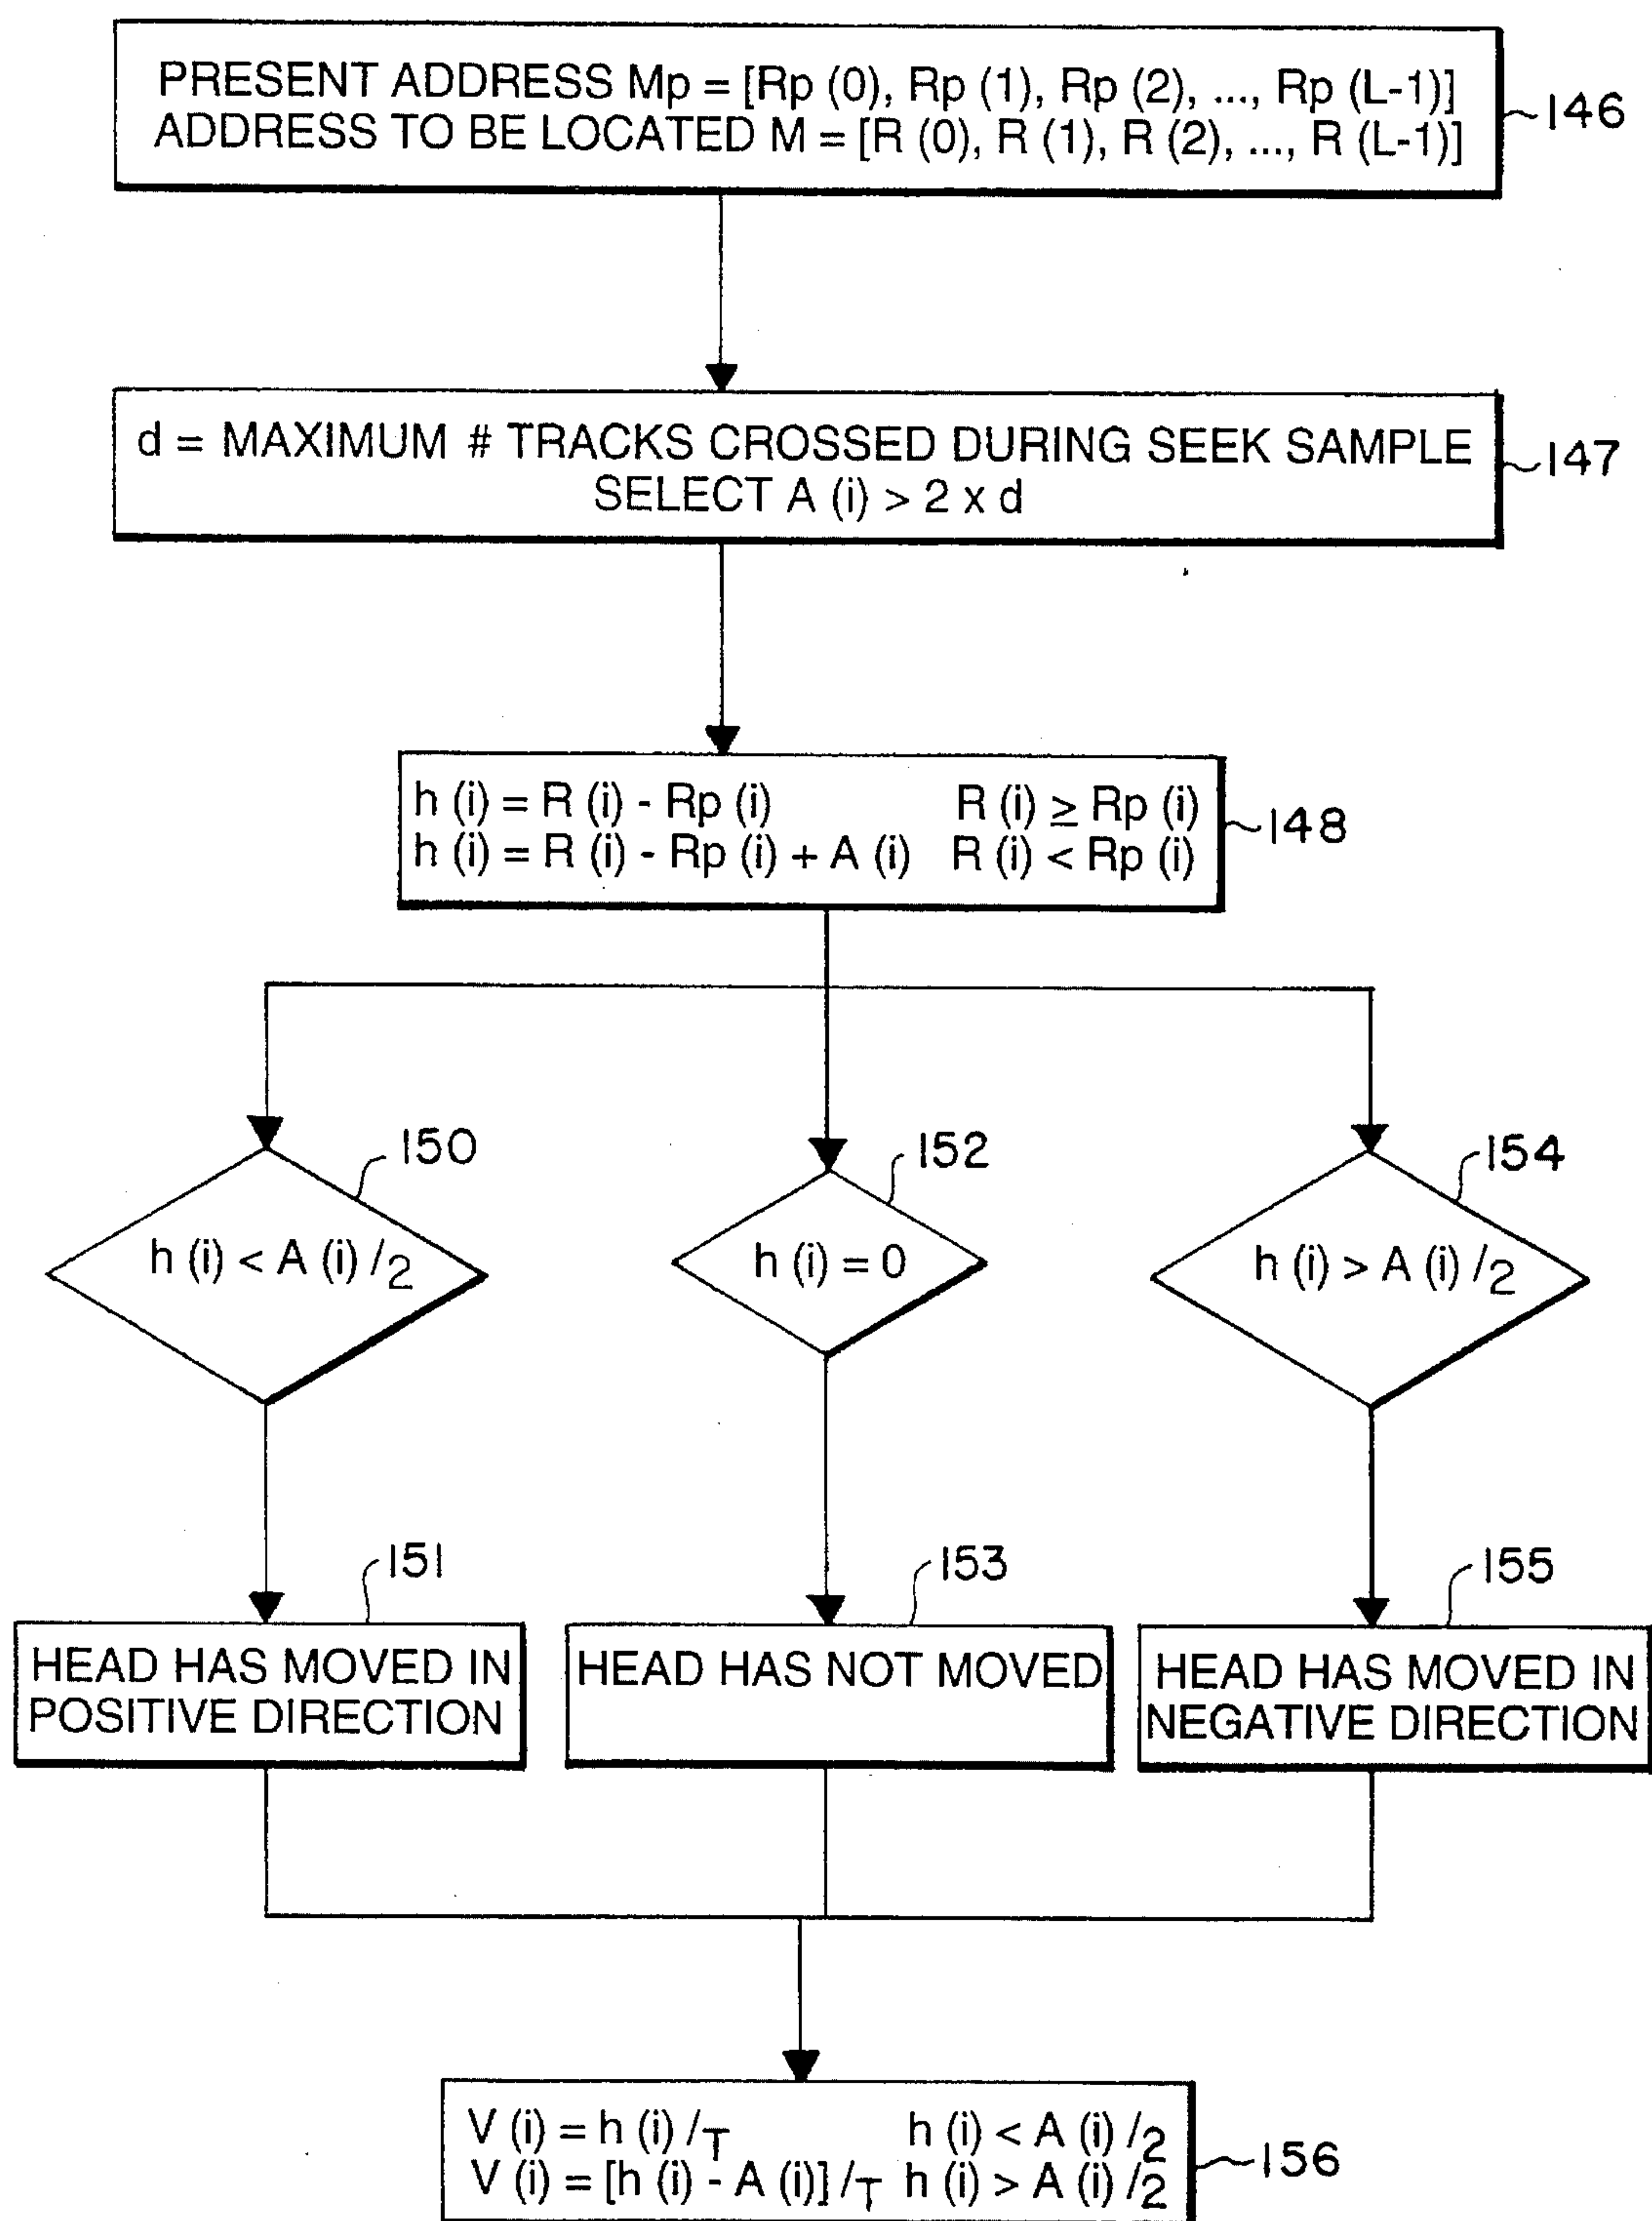 PRESENT ADDRESS Mp = [Rp (0), Rp (1), Rp (2), ..., Rp (L-1)]
ADDRESS TO BE LOCATED M = [R (0), R (1), R (2), ..., R (L-1)]
146
d = MAXIMUM # TRACKS CROSSED DURING SEEK SAMPLE
SELECT A (i) > 2 x d
147
h (i) = R (i) - Rp (i) R (i) ≥ Rp (i)
h (i) = R (i) - Rp (i) + A (i) R (i) < Rp (i)
148
150
h (i) < A (i) /2
152
h (i) = 0
154
h (i) > A (i) /2
151
HEAD HAS MOVED IN
POSITIVE DIRECTION
153
HEAD HAS NOT MOVED
155
HEAD HAS MOVED IN
NEGATIVE DIRECTION
V (i) = h (i) /T h (i) < A (i) /2
V (i) = [h (i) - A (i)] /T h (i) > A (i) /2
156